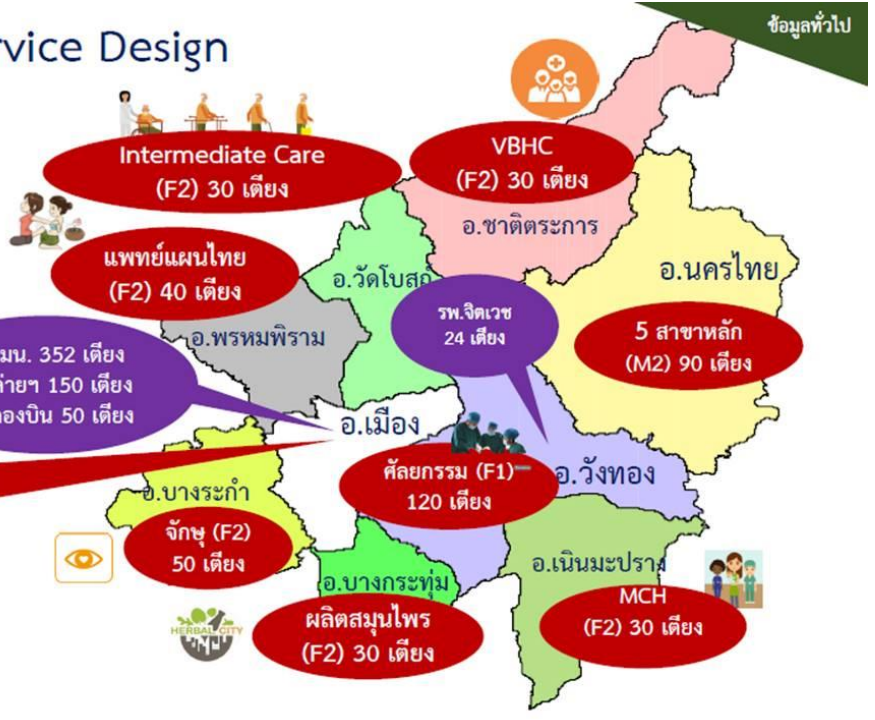 ข้อมูลทั่วไป
rvice Design
Intermediate Care
(F2) 30 เตียง
VBHC
(F2) 30 เตียง
อ.ชาติตระการ
แพทย์แผนไทย
(F2) 40 เตียง
อ.วัดโบสถ์
อ.นครไทย
รพ.จิตเวช
24 เตียง
อ.พรหมพิราม
5 สาขาหลัก
(M2) 90 เตียง
มน. 352 เตียง
ค่ายฯ 150 เตียง
กองบิน 50 เตียง
อ.เมือง
ศัลยกรรม (F1)
120 เตียง
อ.วังทอง
อ.บางระกำ
จักษุ (F2)
50 เตียง
อ.บางกระทุ่ม
อ.เนินมะปราง
MCH
(F2) 30 เตียง
HERBAL CITY
ผลิตสมุนไพร
(F2) 30 เตียง